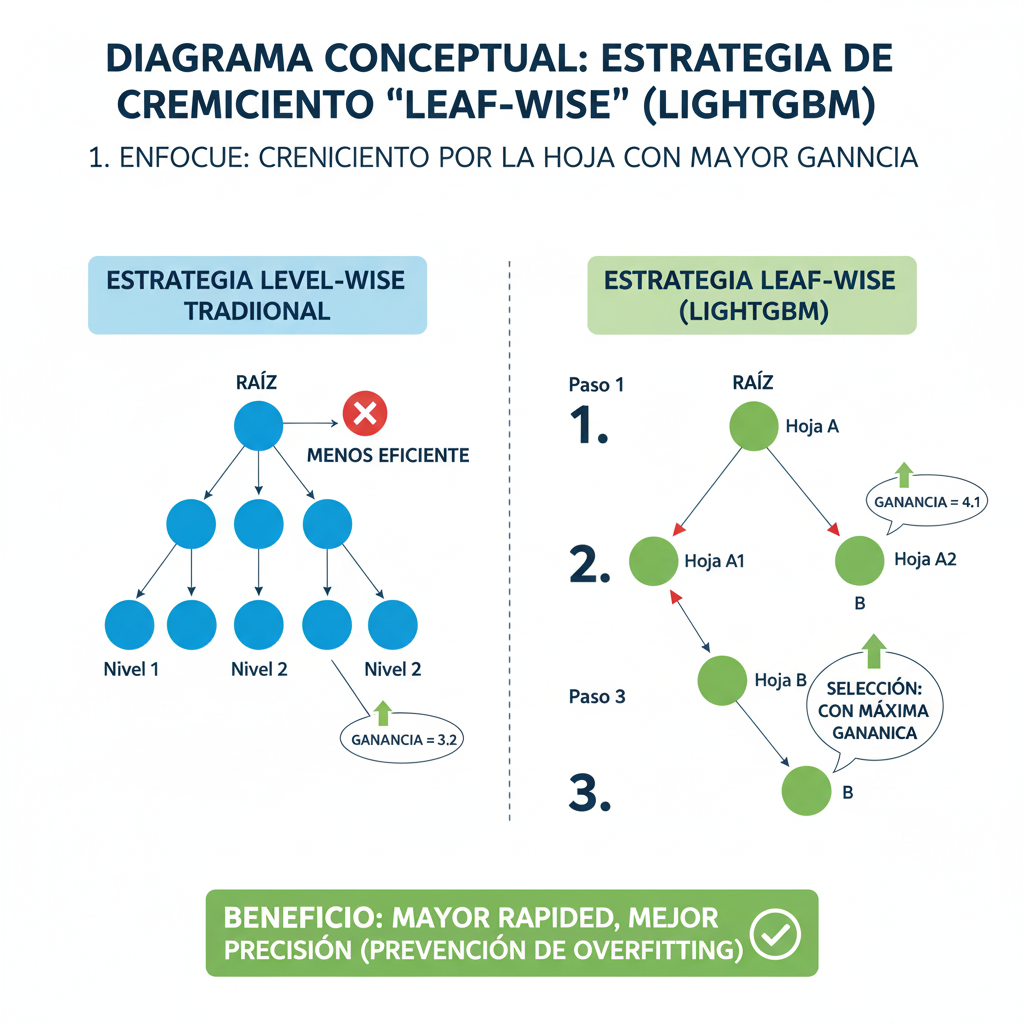 DIAGRAMA CONCEPTUAL: ESTRATEGIA DE
CREMICIENTO “LEAF-WISE” (LIGHTGBM)
1. ENFOCUE: CRENICIENTO POR LA HOJA CON MAYOR GANNCIA
ESTRATEGIA LEVEL-WISE
TRADIIONAL
RAÍZ
MENOS EFICIENTE
Nivel 1
Nivel 2
Nivel 2
GANANCIA = 3.2
ESTRATEGIA LEAF-WISE
(LIGHTGBM)
Paso 1
1.
RAÍZ
Hoja A
GANANCIA = 4.1
2.
Hoja A1
Hoja A2
B
Paso 3
Hoja B
SELECCIÓN:
CON MÁXIMA
GANANICA
3.
B
BENEFICIO: MAYOR RAPIDED, MEJOR
PRECISIÓN (PREVENCIÓN DE OVERFITTING)